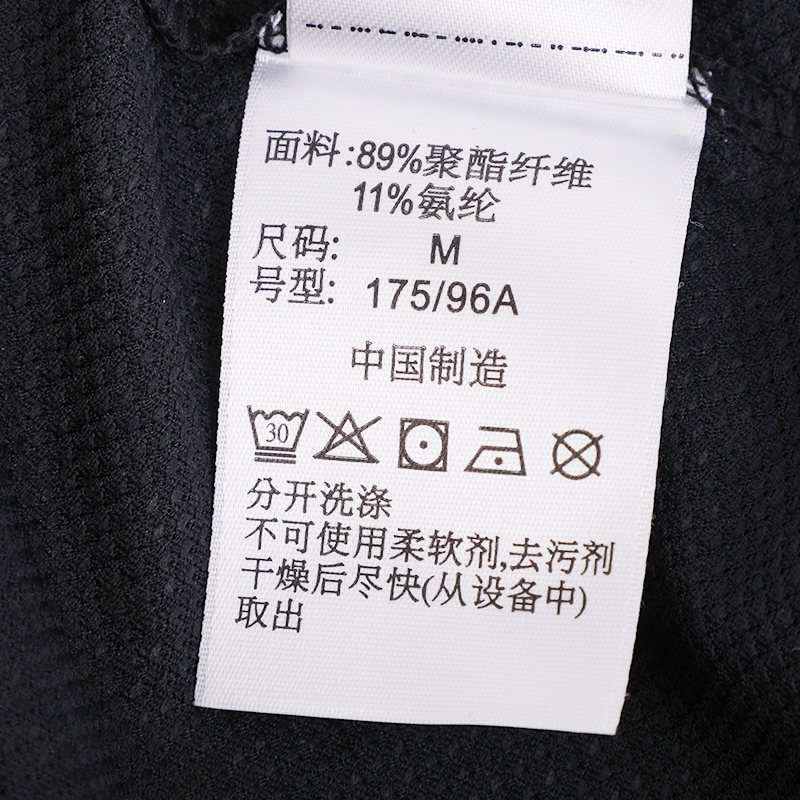 面料:89%聚酯纤维
11%氨纶
尺码: M
号型: 175/96A
中国制造
30
分开洗涤
不可使用柔软剂,去污剂
干燥后尽快(从设备中)
取出